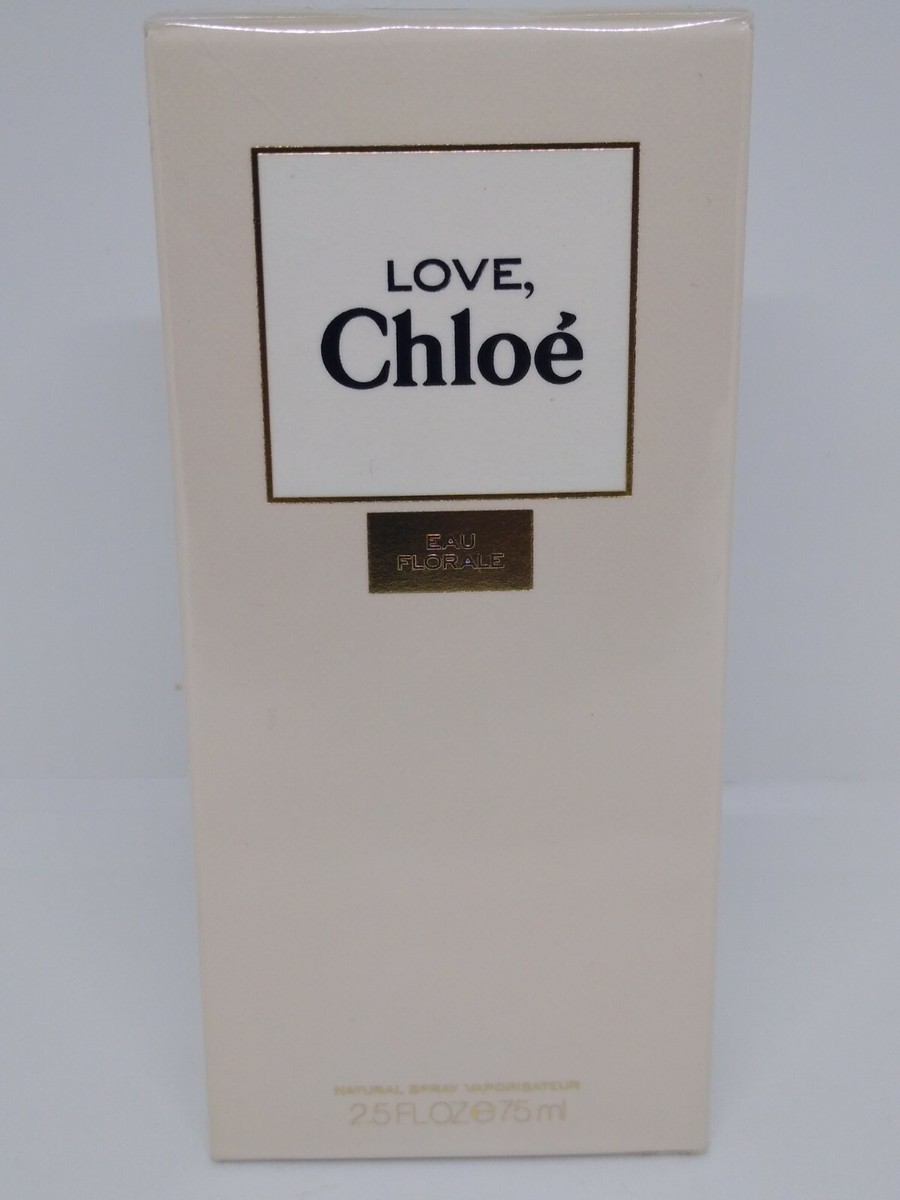 LOVE,
Chloé
EAU
FLORALE
NATURAL SPRAY VAPORISATEUR
2.5 FL.OZ ℮ 75 ml